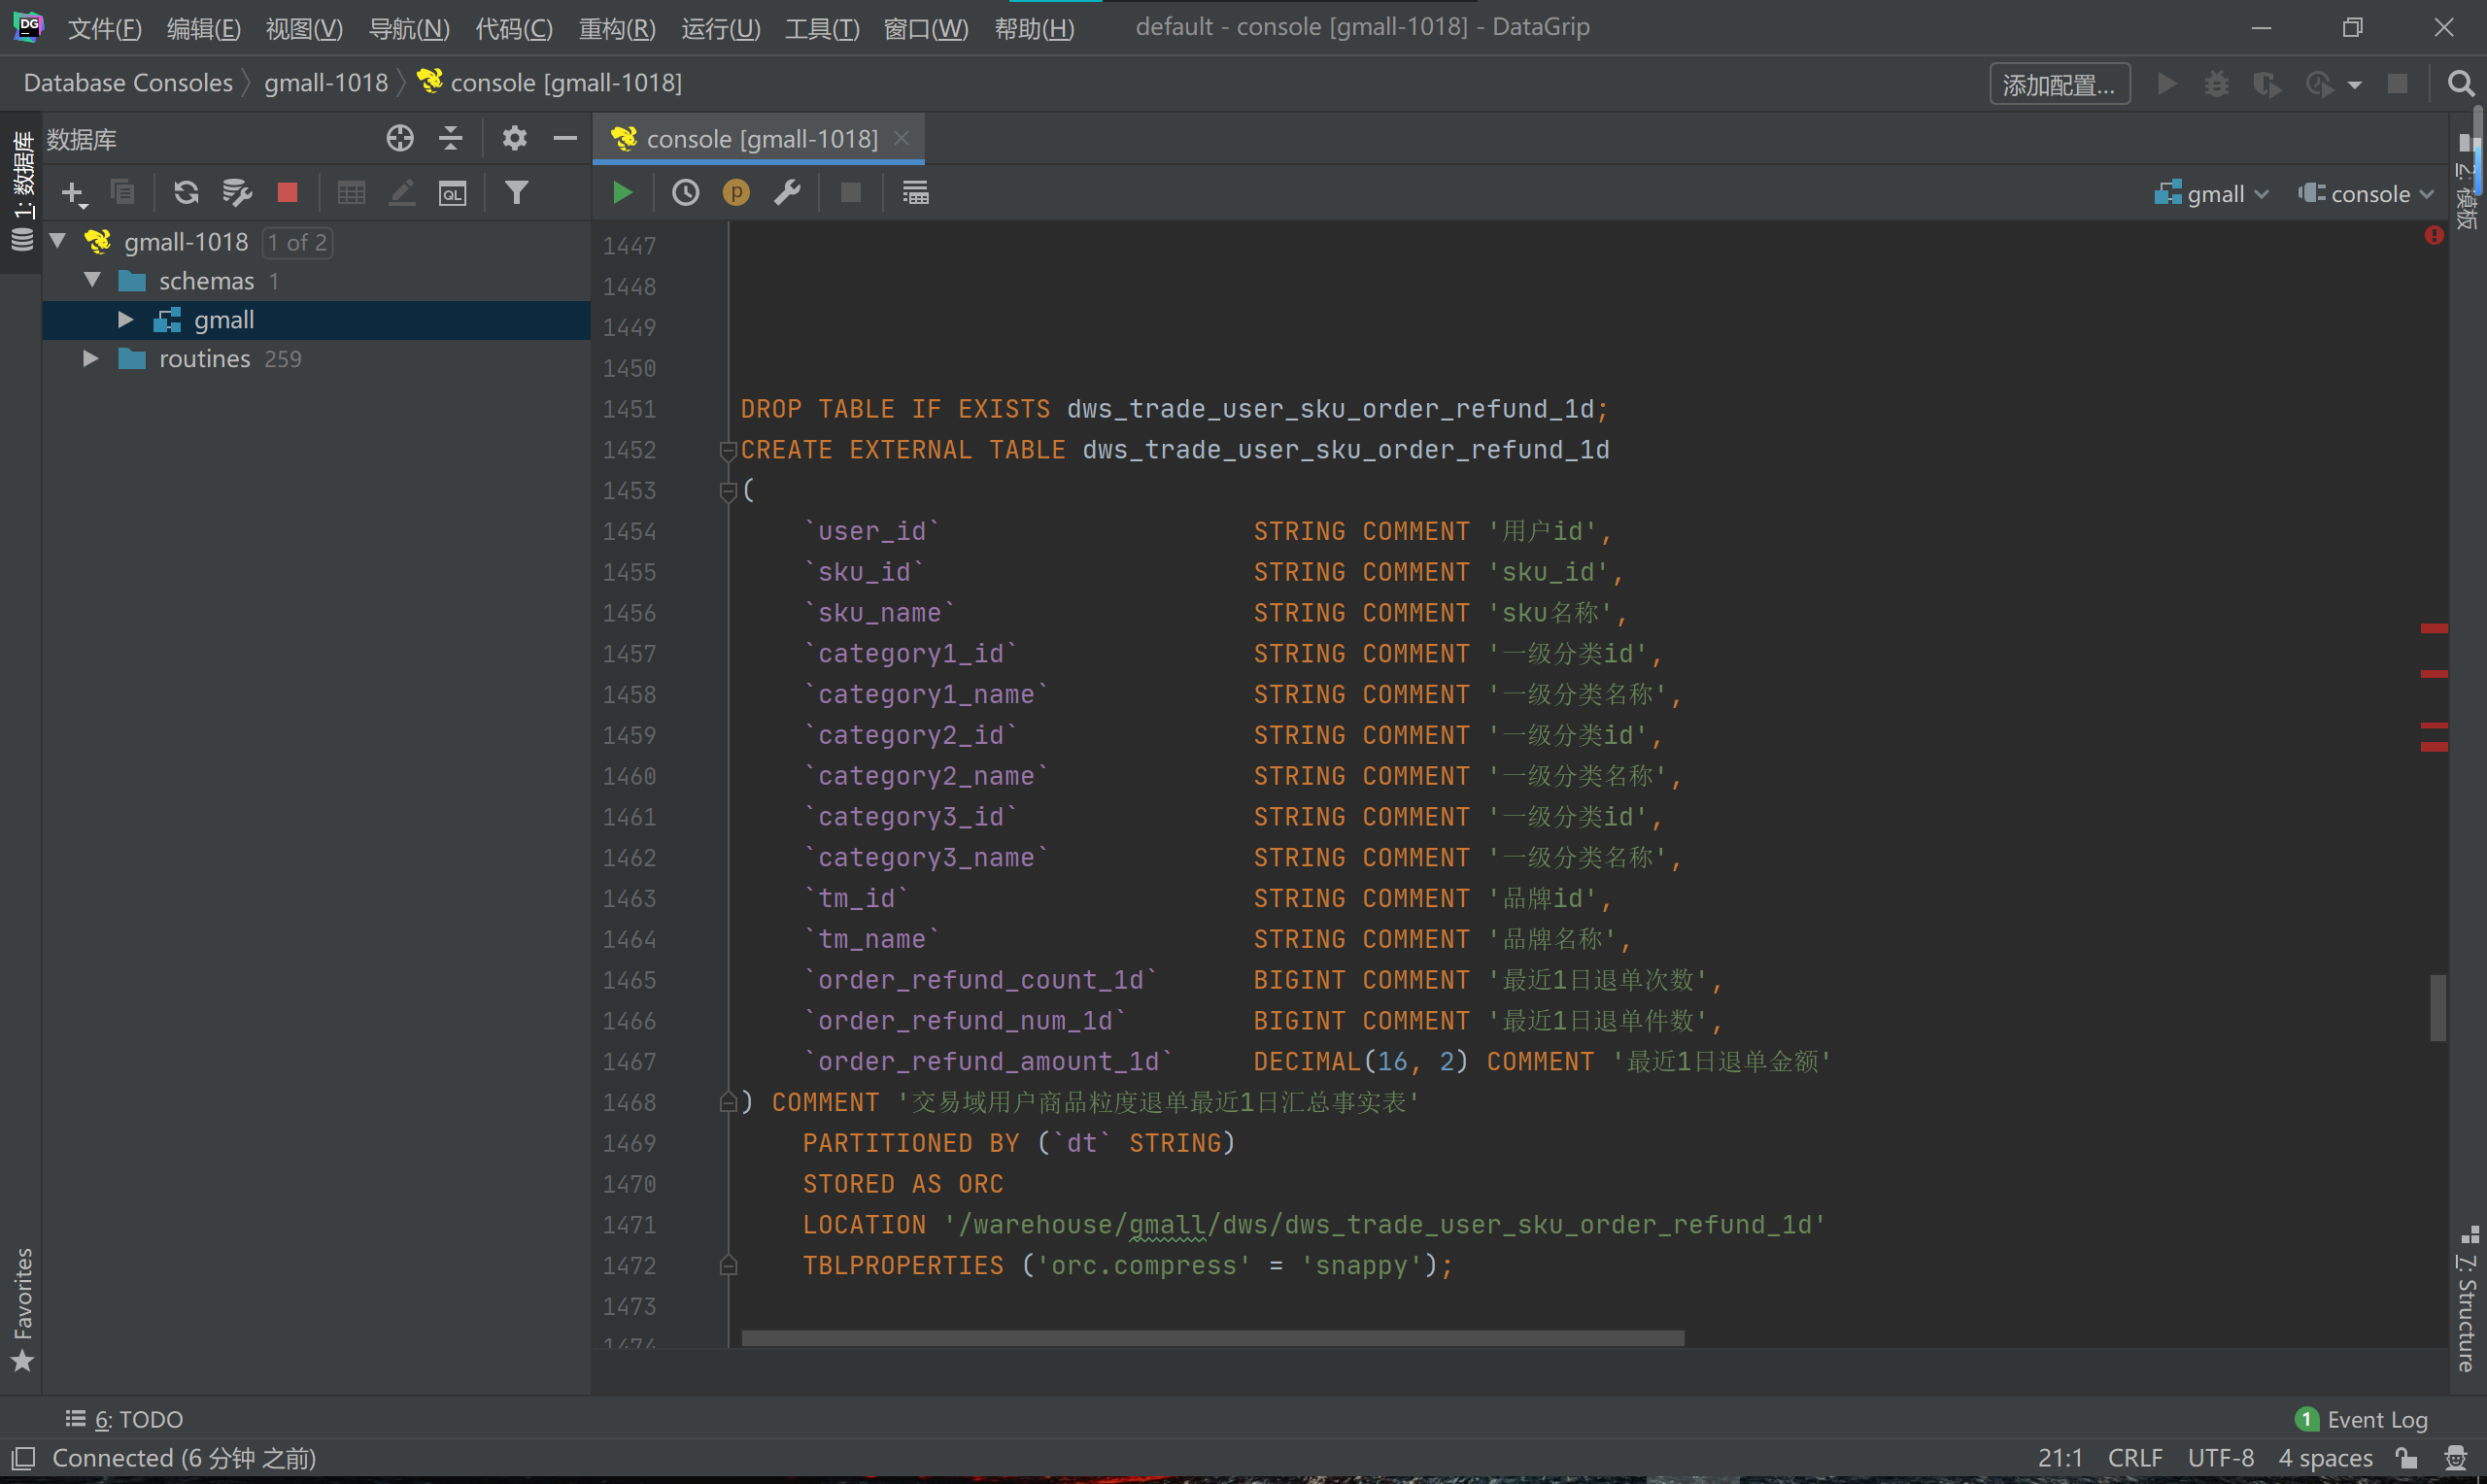 文件(F) 编辑(E) 视图(V) 导航(N) 代码(C) 重构(R) 运行(U) 工具(T) 窗口(W) 帮助(H) default - console [gmall-1018] - DataGrip
DG
Database Consoles gmall-1018 console [gmall-1018]
添加配置...
1: 数据库
数据库
console [gmall-1018]
QL
p
gmall
console
Z: 模板
gmall-1018 1 of 2
schemas 1
gmall
routines 259
1447
1448
1449
1450
1451 DROP TABLE IF EXISTS dws_trade_user_sku_order_refund_1d;
1452 CREATE EXTERNAL TABLE dws_trade_user_sku_order_refund_1d
1453 (
1454 `user_id` STRING COMMENT '用户id',
1455 `sku_id` STRING COMMENT 'sku_id',
1456 `sku_name` STRING COMMENT 'sku名称',
1457 `category1_id` STRING COMMENT '一级分类id',
1458 `category1_name` STRING COMMENT '一级分类名称',
1459 `category2_id` STRING COMMENT '一级分类id',
1460 `category2_name` STRING COMMENT '一级分类名称',
1461 `category3_id` STRING COMMENT '一级分类id',
1462 `category3_name` STRING COMMENT '一级分类名称',
1463 `tm_id` STRING COMMENT '品牌id',
1464 `tm_name` STRING COMMENT '品牌名称',
1465 `order_refund_count_1d` BIGINT COMMENT '最近1日退单次数',
1466 `order_refund_num_1d` BIGINT COMMENT '最近1日退单件数',
1467 `order_refund_amount_1d` DECIMAL(16, 2) COMMENT '最近1日退单金额'
1468 ) COMMENT '交易域用户商品粒度退单最近1日汇总事实表'
1469 PARTITIONED BY (`dt` STRING)
1470 STORED AS ORC
1471 LOCATION '/warehouse/gmall/dws/dws_trade_user_sku_order_refund_1d'
1472 TBLPROPERTIES ('orc.compress' = 'snappy');
1473
1474
Favorites
7: Structure
6: TODO
1 Event Log
Connected (6 分钟 之前)
21:1 CRLF UTF-8 4 spaces